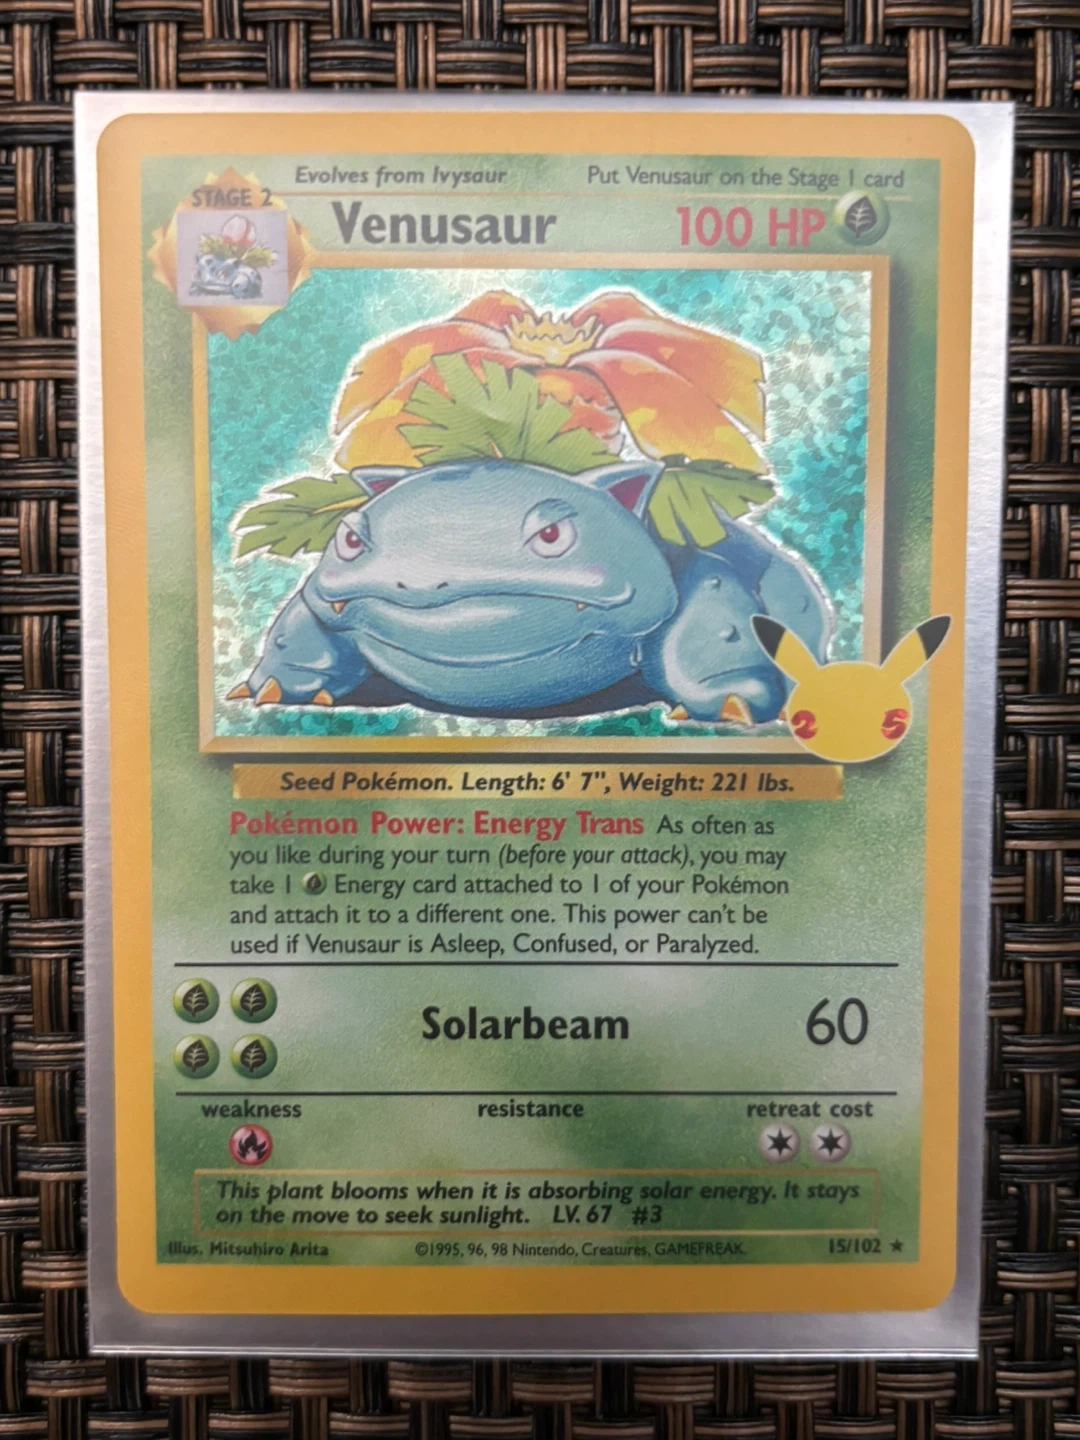 Evolves from Ivysaur Put Venusaur on the Stage 1 card
STAGE 2
Venusaur 100 HP
25
Seed Pokémon. Length: 6' 7", Weight: 221 lbs.
Pokémon Power: Energy Trans As often as
you like during your turn (before your attack), you may
take 1 Energy card attached to 1 of your Pokémon
and attach it to a different one. This power can't be
used if Venusaur is Asleep, Confused, or Paralyzed.
Solarbeam 60
weakness resistance retreat cost
This plant blooms when it is absorbing solar energy. It stays
on the move to seek sunlight. LV. 67 #3
Illus. Mitsuhiro Arita ©1995, 96, 98 Nintendo, Creatures, GAMEFREAK. 15/102 ★